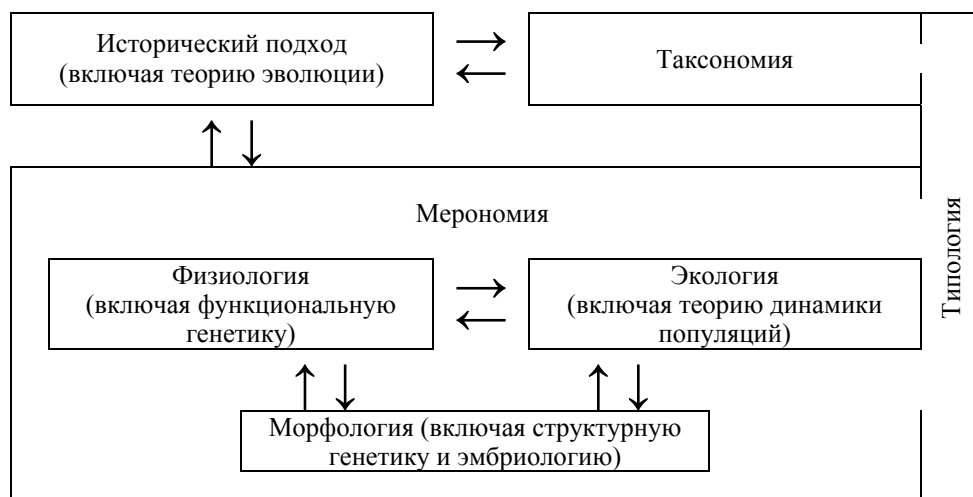 Исторический подход
(включая теорию эволюции)
Таксономия
Типология
Мерономия
Физиология
(включая функциональную
генетику)
Экология
(включая теорию динамики
популяций)
Морфология (включая структурную
генетику и эмбриологию)